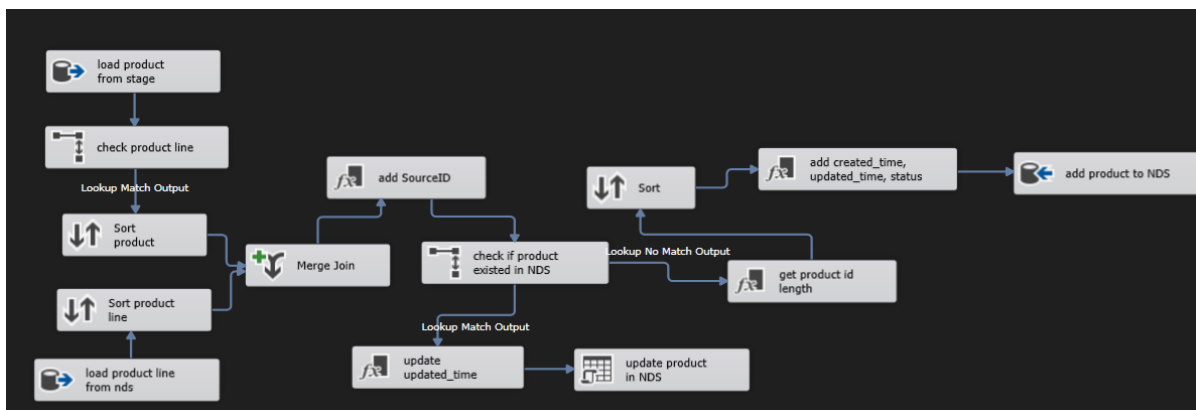 load product
from stage
check product line
Lookup Match Output
Sort
product
Sort product
line
load product line
from nds
Merge Join
add SourceID
check if product
existed in NDS
Lookup No Match Output
Lookup Match Output
update
updated_time
update product
in NDS
get product id
length
Sort
add created_time,
updated_time, status
add product to NDS